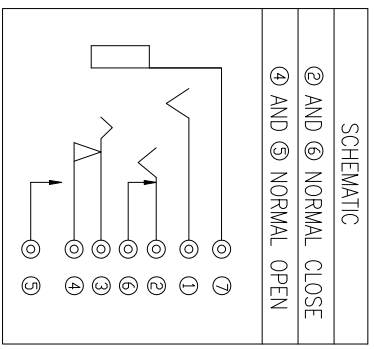 SCHEMATIC
② AND ⑥ NORMAL CLOSE
④ AND ⑤ NORMAL OPEN
⑦
①
②
⑥
③
④
⑤